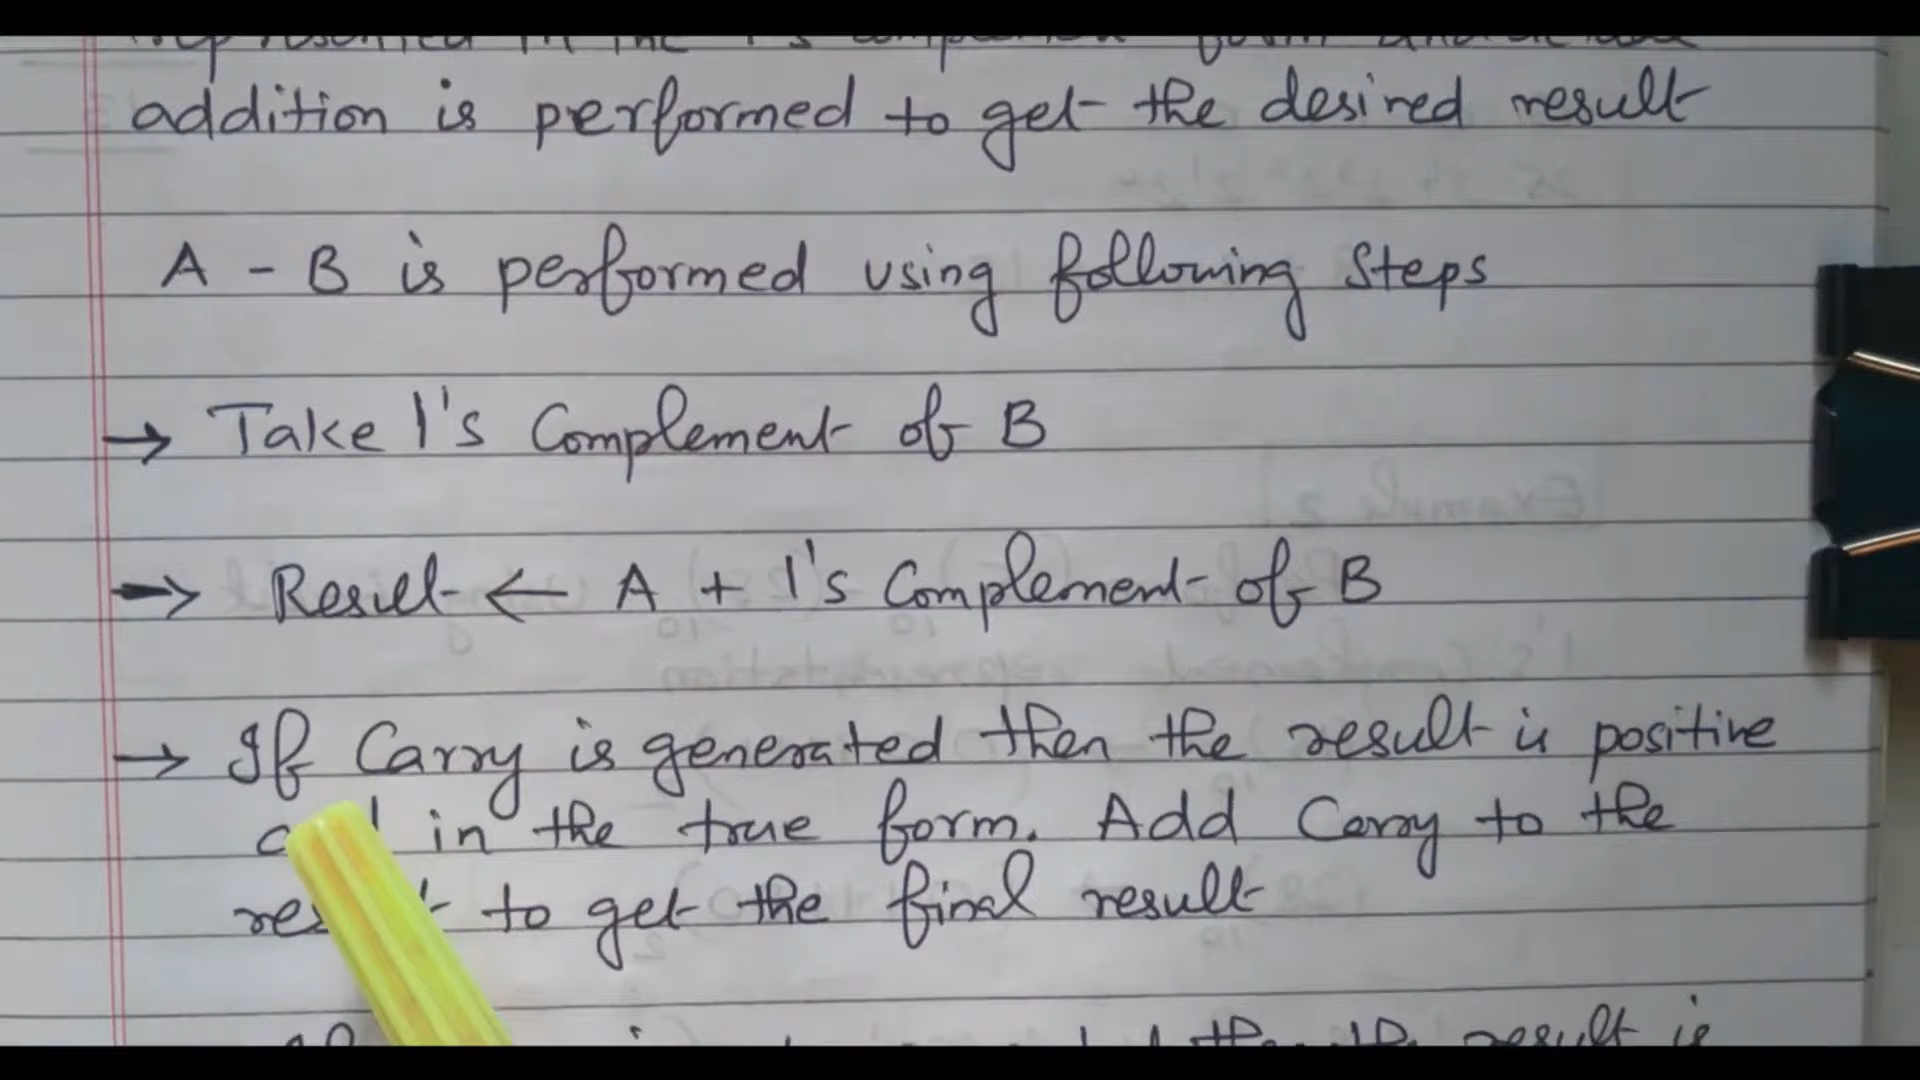 addition is performed to get the desired result
A - B is performed using following Steps
→ Take 1's Complement of B
→ Result ← A + 1's Complement of B
→ If Carry is generated then the result is positive
in the true form. Add Carry to the
to get the final result
result is